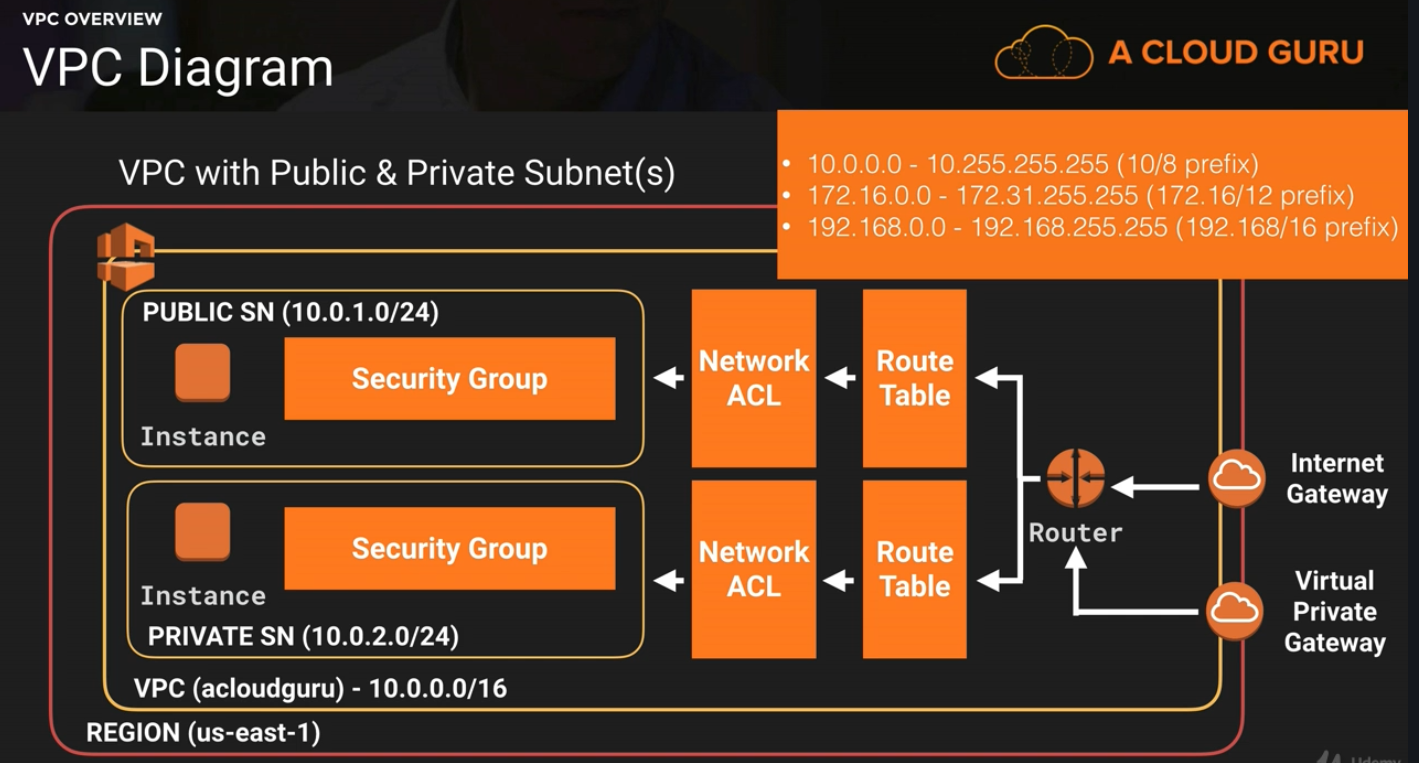 VPC OVERVIEW
VPC Diagram
A CLOUD GURU
VPC with Public & Private Subnet(s)
• 10.0.0.0 - 10.255.255.255 (10/8 prefix)
• 172.16.0.0 - 172.31.255.255 (172.16/12 prefix)
• 192.168.0.0 - 192.168.255.255 (192.168/16 prefix)
PUBLIC SN (10.0.1.0/24)
Security Group
Instance
Network
ACL
Route
Table
Internet
Gateway
Router
Security Group
Instance
PRIVATE SN (10.0.2.0/24)
Network
ACL
Route
Table
Virtual
Private
Gateway
VPC (acloudguru) - 10.0.0.0/16
REGION (us-east-1)
Udemy